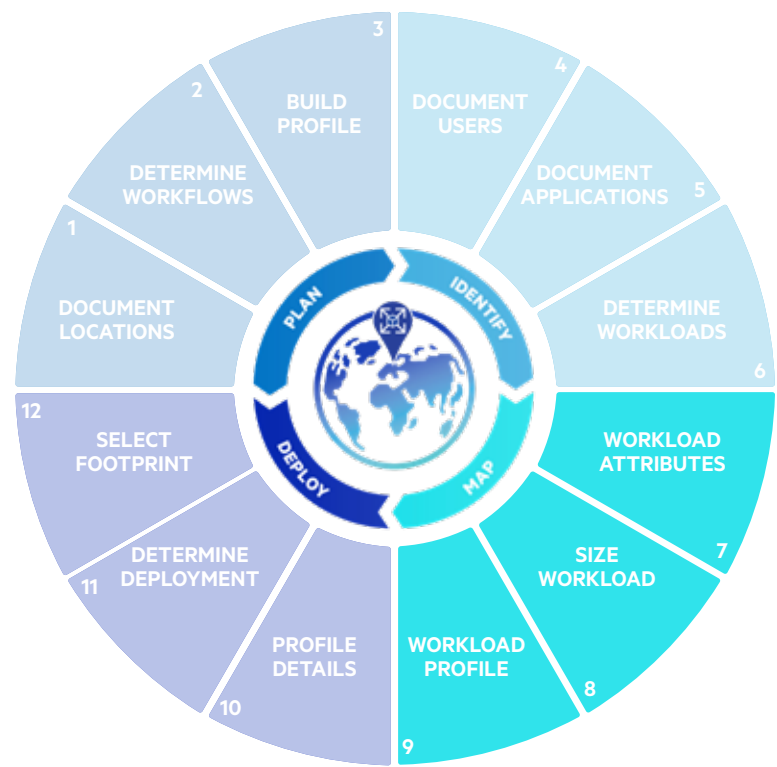 1
DOCUMENT
LOCATIONS
2
DETERMINE
WORKFLOWS
3
BUILD
PROFILE
4
DOCUMENT
USERS
5
DOCUMENT
APPLICATIONS
6
DETERMINE
WORKLOADS
7
WORKLOAD
ATTRIBUTES
8
SIZE
WORKLOAD
9
WORKLOAD
PROFILE
10
PROFILE
DETAILS
11
DETERMINE
DEPLOYMENT
12
SELECT
FOOTPRINT
PLAN
IDENTIFY
MAP
DEPLOY